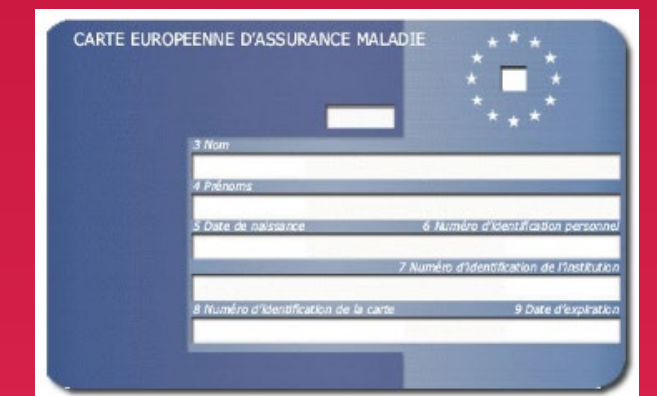 CARTE EUROPEENNE D'ASSURANCE MALADIE
3 Nom
4 Prénoms
5 Date de naissance 6 Numéro d'identification personnel
7 Numéro d'identification de l'institution
8 Numéro d'identification de la carte 9 Date d'expiration